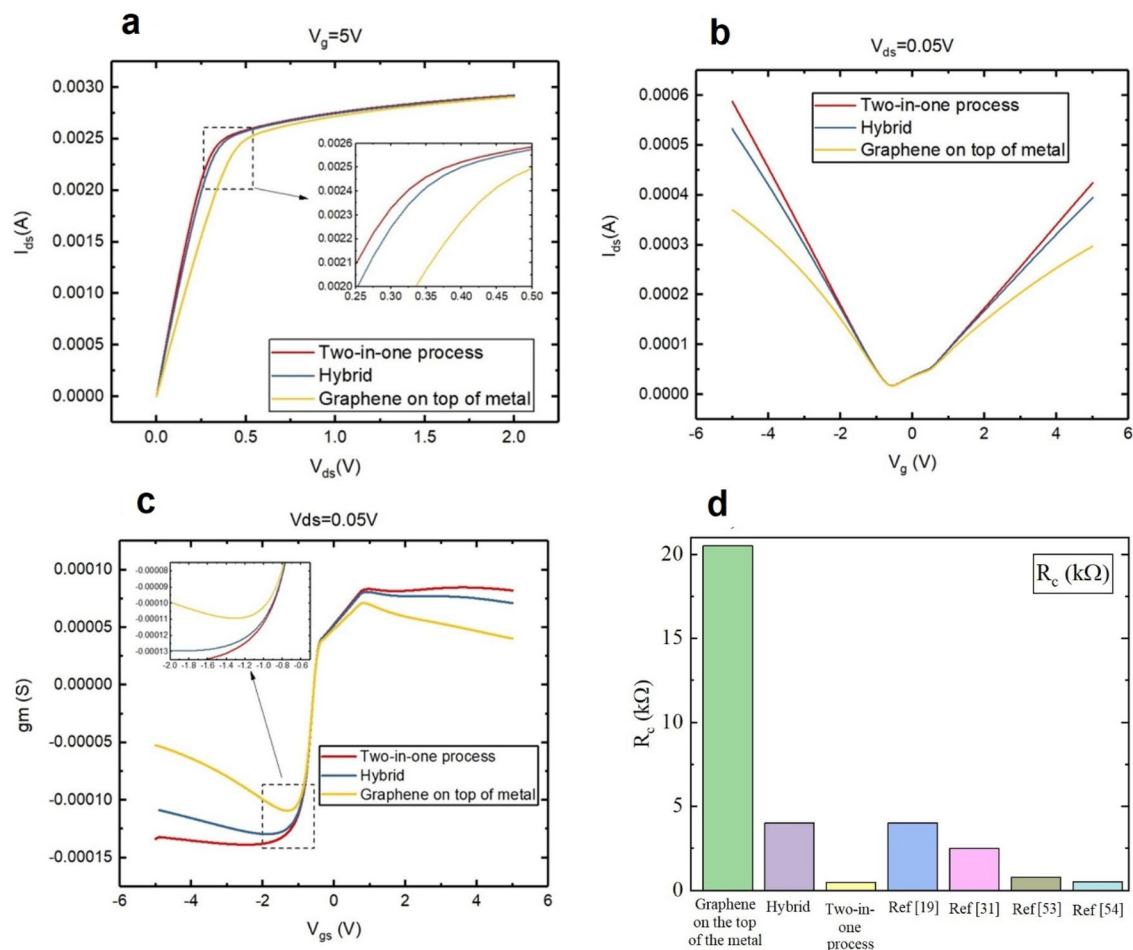 a
V_g=5V
0.0030
0.0025
0.0020
0.0015
0.0010
0.0005
0.0000
I_ds(A)
0.0
0.5
1.0
1.5
2.0
V_ds(V)
0.0026
0.0025
0.0024
0.0023
0.0022
0.0021
0.0020
0.25 0.30 0.35 0.40 0.45 0.50
Two-in-one process
Hybrid
Graphene on top of metal
b
V_ds=0.05V
0.0006
0.0005
0.0004
0.0003
0.0002
0.0001
0.0000
I_ds(A)
-6 -4 -2 0 2 4 6
V_g (V)
Two-in-one process
Hybrid
Graphene on top of metal
c
Vds=0.05V
0.00010
0.00005
0.00000
-0.00005
-0.00010
-0.00015
gm (S)
-6 -4 -2 0 2 4 6
V_gs (V)
-0.00008
-0.00009
-0.00010
-0.00011
-0.00012
-0.00013
-2.0 -1.8 -1.6 -1.4 -1.2 -1.0 -0.8 -0.6
Two-in-one process
Hybrid
Graphene on top of metal
d
R_c (kΩ)
20
15
10
5
0
R_c (kΩ)
Graphene
on the top
of the metal
Hybrid
Two-in-
one
process
Ref [19]
Ref [31]
Ref [53]
Ref [54]